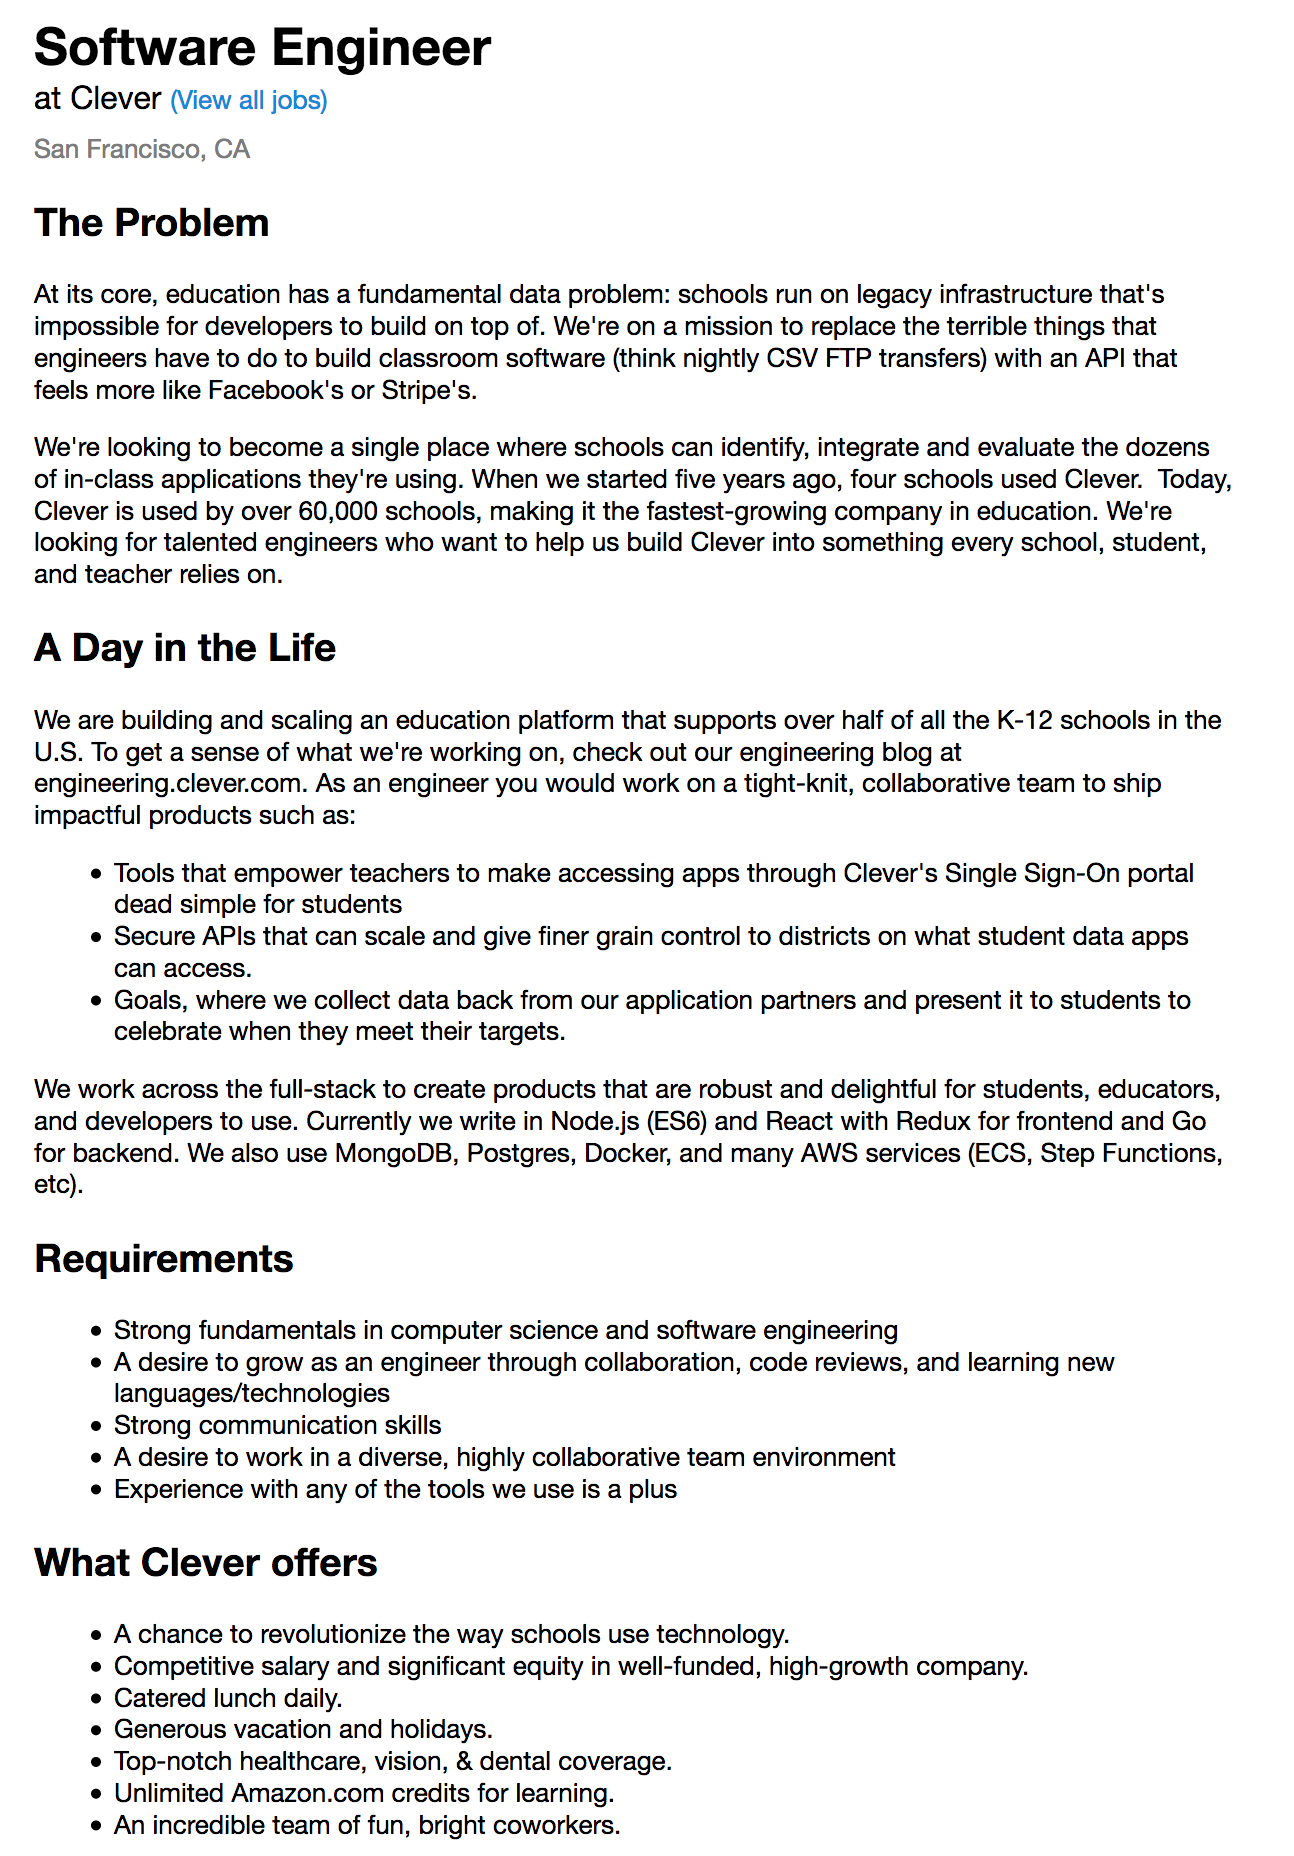 Software Engineer
at Clever (View all jobs)
San Francisco, CA
The Problem
At its core, education has a fundamental data problem: schools run on legacy infrastructure that's
impossible for developers to build on top of. We're on a mission to replace the terrible things that
engineers have to do to build classroom software (think nightly CSV FTP transfers) with an API that
feels more like Facebook's or Stripe's.
We're looking to become a single place where schools can identify, integrate and evaluate the dozens
of in-class applications they're using. When we started five years ago, four schools used Clever.  Today,
Clever is used by over 60,000 schools, making it the fastest-growing company in education. We're
looking for talented engineers who want to help us build Clever into something every school, student,
and teacher relies on.
A Day in the Life
We are building and scaling an education platform that supports over half of all the K-12 schools in the
U.S. To get a sense of what we're working on, check out our engineering blog at
engineering.clever.com. As an engineer you would work on a tight-knit, collaborative team to ship
impactful products such as:
• Tools that empower teachers to make accessing apps through Clever's Single Sign-On portal
dead simple for students
• Secure APIs that can scale and give finer grain control to districts on what student data apps
can access.
• Goals, where we collect data back from our application partners and present it to students to
celebrate when they meet their targets.
We work across the full-stack to create products that are robust and delightful for students, educators,
and developers to use. Currently we write in Node.js (ES6) and React with Redux for frontend and Go
for backend. We also use MongoDB, Postgres, Docker, and many AWS services (ECS, Step Functions,
etc).
Requirements
• Strong fundamentals in computer science and software engineering
• A desire to grow as an engineer through collaboration, code reviews, and learning new
languages/technologies
• Strong communication skills
• A desire to work in a diverse, highly collaborative team environment
• Experience with any of the tools we use is a plus
What Clever offers
• A chance to revolutionize the way schools use technology.
• Competitive salary and significant equity in well-funded, high-growth company.
• Catered lunch daily.
• Generous vacation and holidays.
• Top-notch healthcare, vision, & dental coverage.
• Unlimited Amazon.com credits for learning.
• An incredible team of fun, bright coworkers.